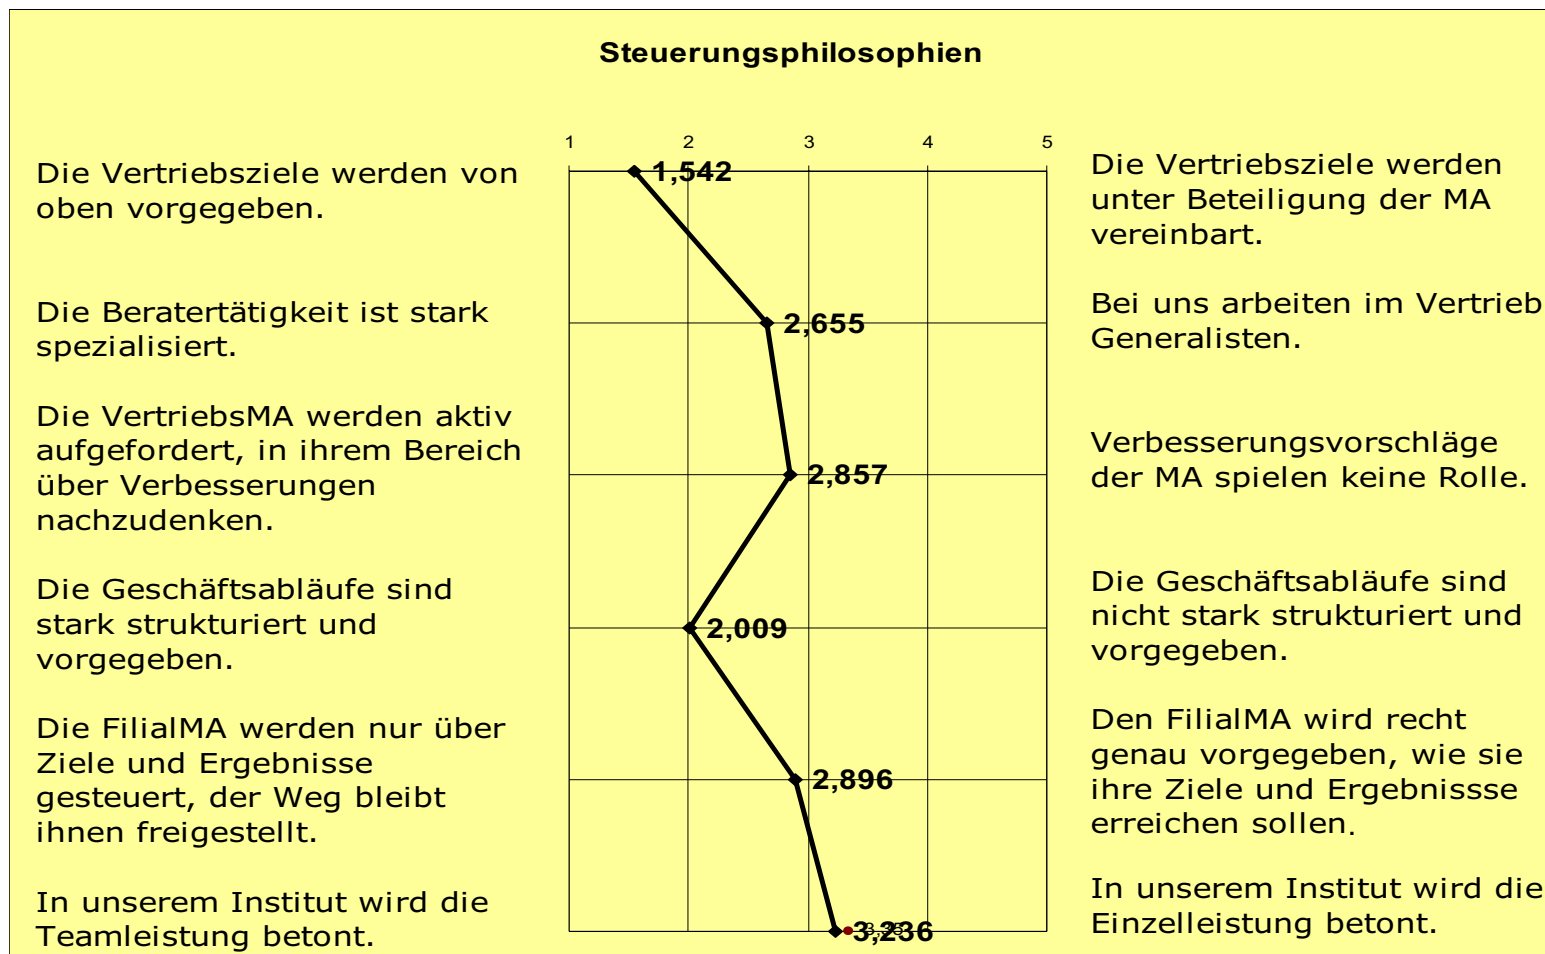 Steuerungsphilosophien
1 2 3 4 5
Die Vertriebsziele werden von
oben vorgegeben.
1,542
Die Vertriebsziele werden
unter Beteiligung der MA
vereinbart.
Die Beratertätigkeit ist stark
spezialisiert.
2,655
Bei uns arbeiten im Vertrieb
Generalisten.
Die VertriebsMA werden aktiv
aufgefordert, in ihrem Bereich
über Verbesserungen
nachzudenken.
2,857
Verbesserungsvorschläge
der MA spielen keine Rolle.
Die Geschäftsabläufe sind
stark strukturiert und
vorgegeben.
2,009
Die Geschäftsabläufe sind
nicht stark strukturiert und
vorgegeben.
Die FilialMA werden nur über
Ziele und Ergebnisse
gesteuert, der Weg bleibt
ihnen freigestellt.
2,896
Den FilialMA wird recht
genau vorgegeben, wie sie
ihre Ziele und Ergebnissse
erreichen sollen.
In unserem Institut wird die
Teamleistung betont.
3,236
In unserem Institut wird die
Einzelleistung betont.